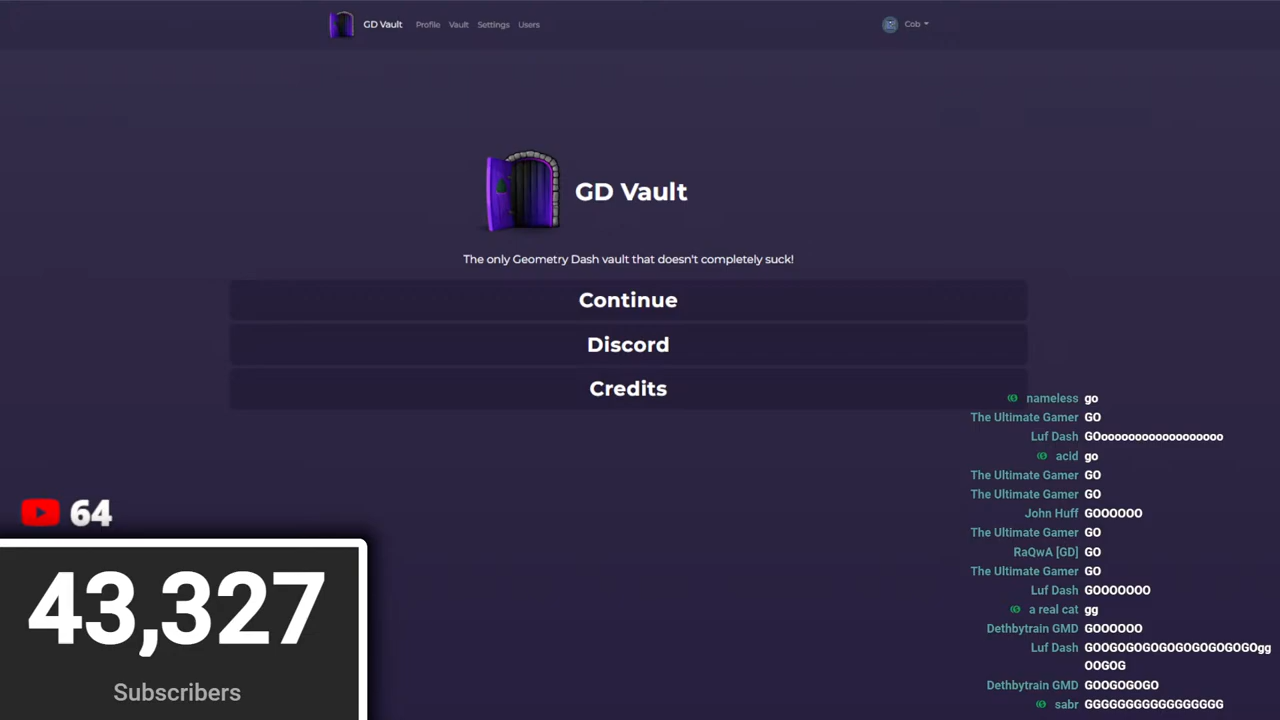 GD Vault Profile Vault Settings Users Cob
GD Vault
The only Geometry Dash vault that doesn't completely suck!
Continue
Discord
Credits
nameless go
The Ultimate Gamer GO
Luf Dash GOoooooooooooooooooo
acid go
The Ultimate Gamer GO
The Ultimate Gamer GO
John Huff GOOOOOO
The Ultimate Gamer GO
RaQwA [GD] GO
The Ultimate Gamer GO
Luf Dash GOOOOOOO
a real cat gg
Dethbytrain GMD GOOOOOO
Luf Dash GOOGOGOGOGOGOGOGOGOGOgg
OOGOG
Dethbytrain GMD GOOGOGOGO
sabr GGGGGGGGGGGGGGGGG
64
43,327
Subscribers